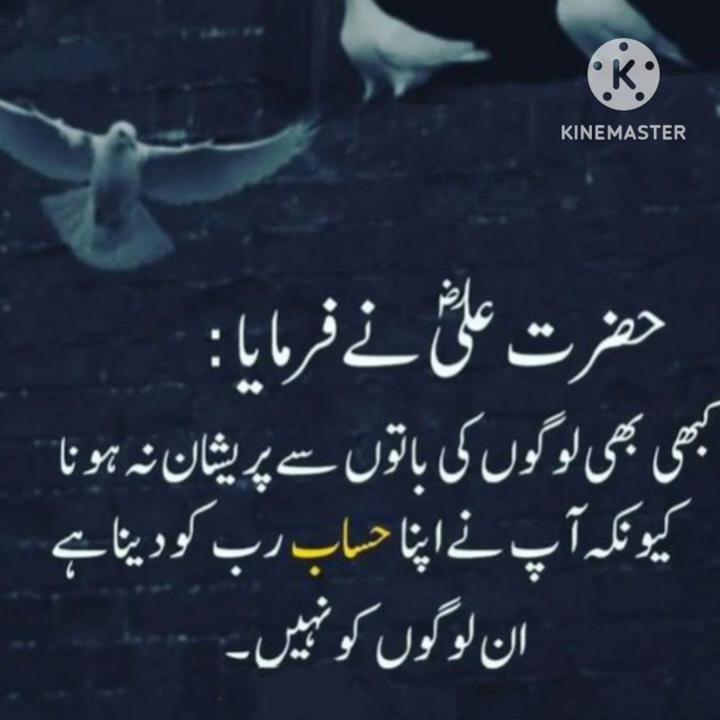 KINEMASTER
حضرت علیؓ نے فرمایا :
کبھی بھی لوگوں کی باتوں سے پریشان نہ ہونا
کیونکہ آپ نے اپنا حساب رب کو دینا ہے
ان لوگوں کو نہیں۔